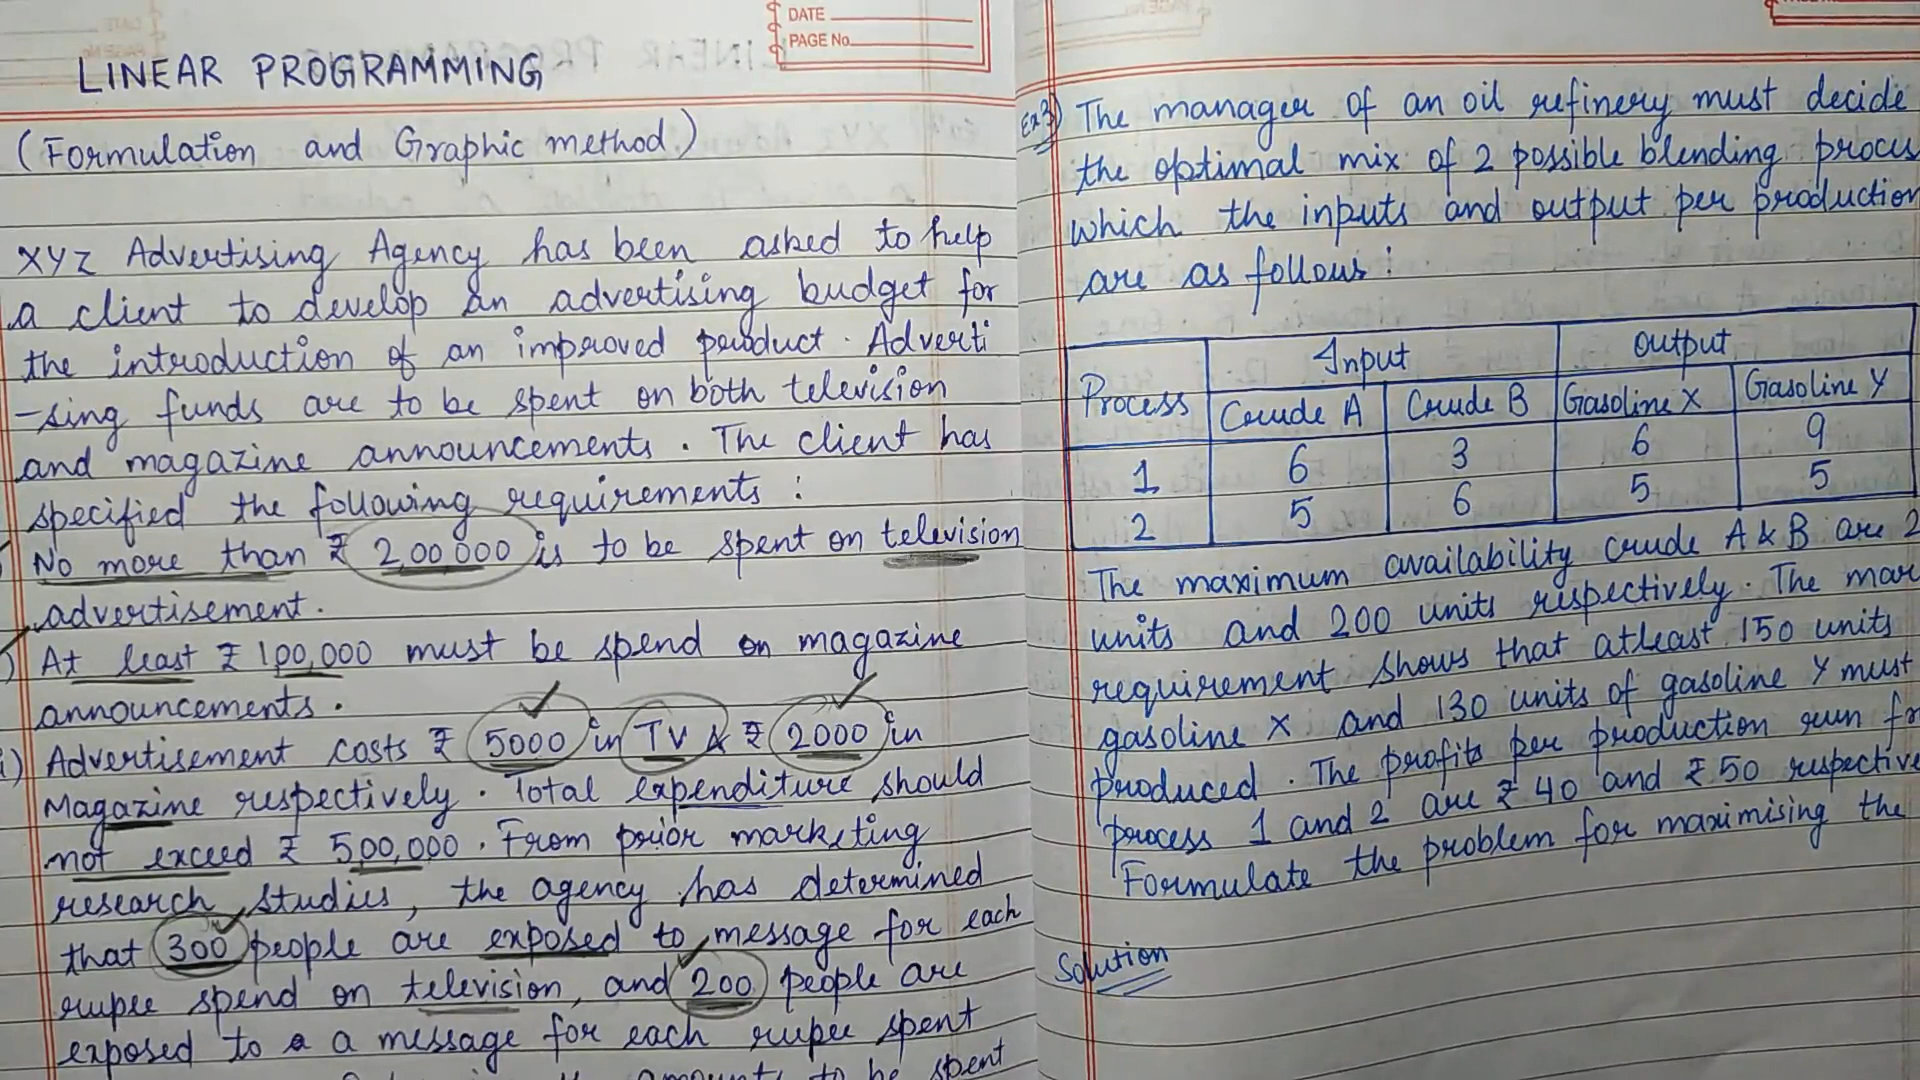 DATE
PAGE No.
LINEAR PROGRAMMING
(Formulation and Graphic method)
XYZ Advertising Agency has been asked to help
a client to develop an advertising budget for
the introduction of an improved product. Adverti
-sing funds are to be spent on both television
and magazine announcements. The client has
specified the following requirements:
No more than ₹ 2,00,000 is to be spent on television
advertisement.
) At least ₹ 100,000 must be spend on magazine
announcements.
i) Advertisement costs ₹ 5000 in TV & ₹ 2000 in
Magazine respectively. Total expenditure should
not exceed ₹ 5,00,000. From prior marketing
research studies, the agency has determined
that 300 people are exposed to message for each
rupee spend on television, and 200 people are
exposed to a a message for each rupee spent
to be spent
Ex3) The manager of an oil refinery must decide
the optimal mix of 2 possible blending proces
which the inputs and output per production
are as follows:
Process Input Output
Crude A Crude B Gasoline X Gasoline Y
1 6 3 6 9
2 5 6 5 5
The maximum availability crude A & B are 2
units and 200 units respectively. The mar
requirement shows that atleast 150 units
gasoline X and 130 units of gasoline Y must
produced. The profits per production run fr
process 1 and 2 are ₹ 40 and ₹ 50 respective
Formulate the problem for maximising the
Solution